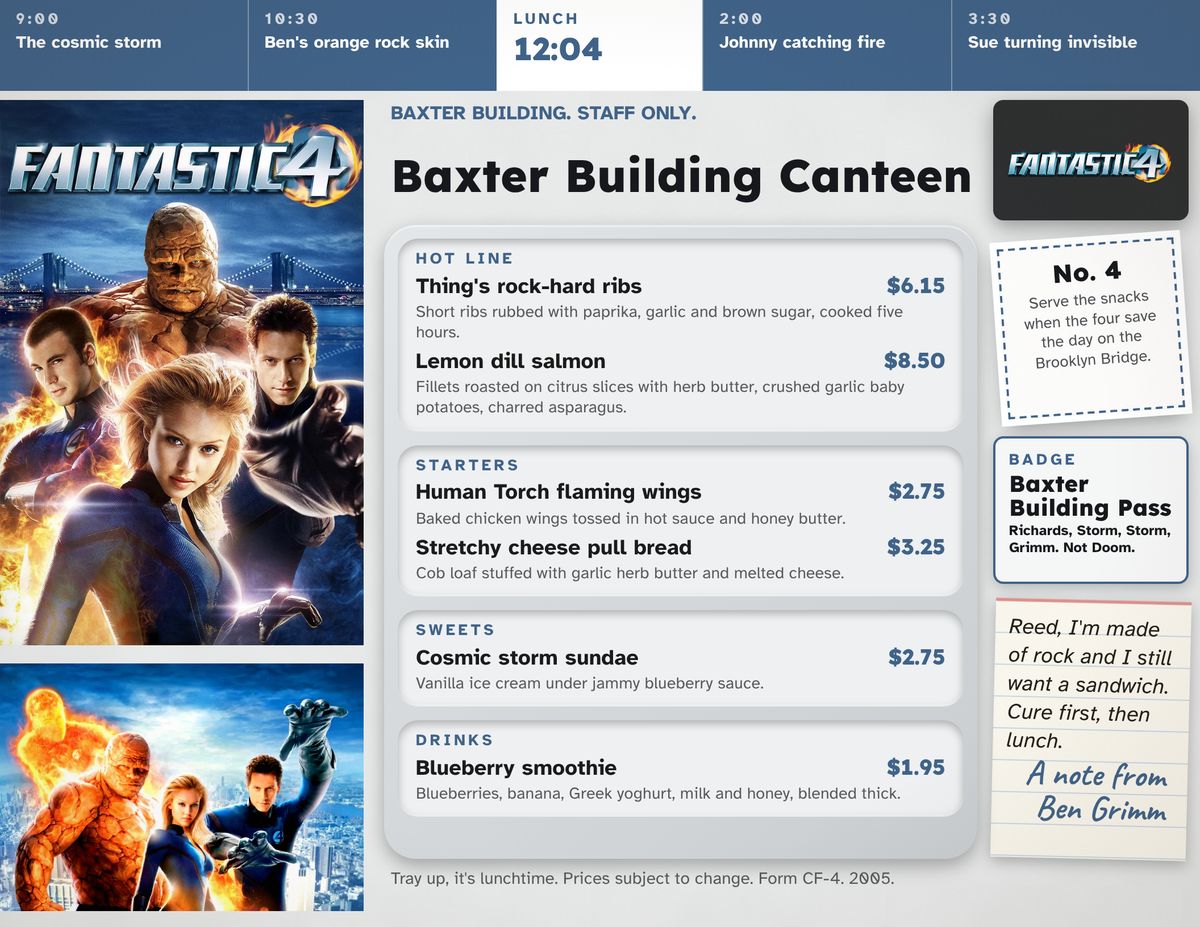 9:00
The cosmic storm
10:30
Ben's orange rock skin
LUNCH
12:04
2:00
Johnny catching fire
3:30
Sue turning invisible
FANTASTIC 4
BAXTER BUILDING. STAFF ONLY.
Baxter Building Canteen
HOT LINE
Thing's rock-hard ribs $6.15
Short ribs rubbed with paprika, garlic and brown sugar, cooked five
hours.
Lemon dill salmon $8.50
Fillets roasted on citrus slices with herb butter, crushed garlic baby
potatoes, charred asparagus.
STARTERS
Human Torch flaming wings $2.75
Baked chicken wings tossed in hot sauce and honey butter.
Stretchy cheese pull bread $3.25
Cob loaf stuffed with garlic herb butter and melted cheese.
SWEETS
Cosmic storm sundae $2.75
Vanilla ice cream under jammy blueberry sauce.
DRINKS
Blueberry smoothie $1.95
Blueberries, banana, Greek yoghurt, milk and honey, blended thick.
Tray up, it's lunchtime. Prices subject to change. Form CF-4. 2005.
FANTASTIC 4
No. 4
Serve the snacks
when the four save
the day on the
Brooklyn Bridge.
BADGE
Baxter
Building Pass
Richards, Storm, Storm,
Grimm. Not Doom.
Reed, I'm made
of rock and I still
want a sandwich.
Cure first, then
lunch.
A note from
Ben Grimm
4